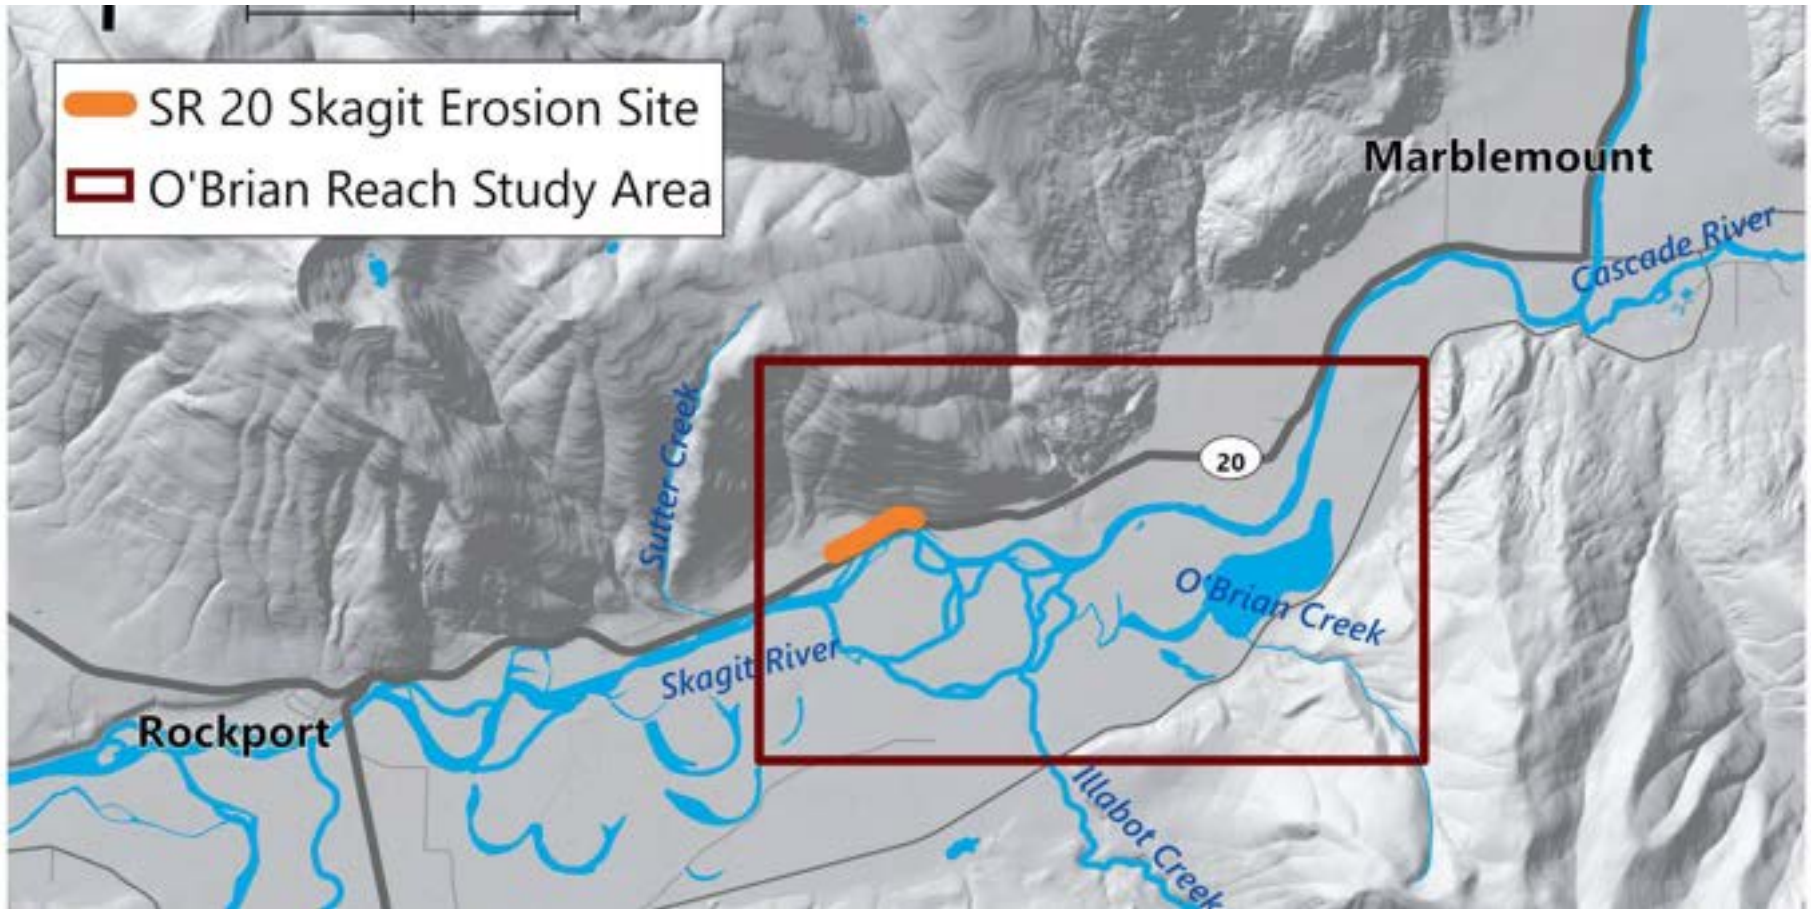 SR 20 Skagit Erosion Site
O'Brian Reach Study Area
Marblemount
Cascade River
Sutter Creek
20
O'Brian Creek
Skagit River
Rockport
Illabot Creek